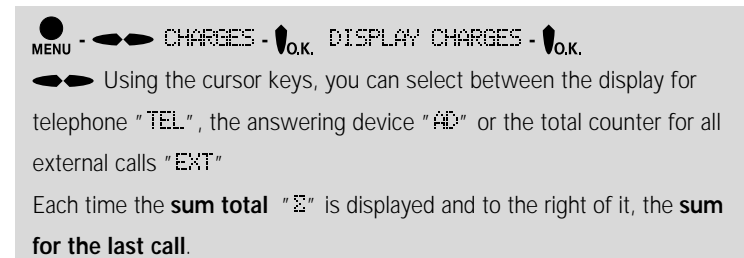 MENU - CHARGES - O.K. DISPLAY CHARGES - O.K.
Using the cursor keys, you can select between the display for
telephone "TEL", the answering device "AD" or the total counter for all
external calls "EXT"
Each time the sum total "Σ" is displayed and to the right of it, the sum
for the last call.